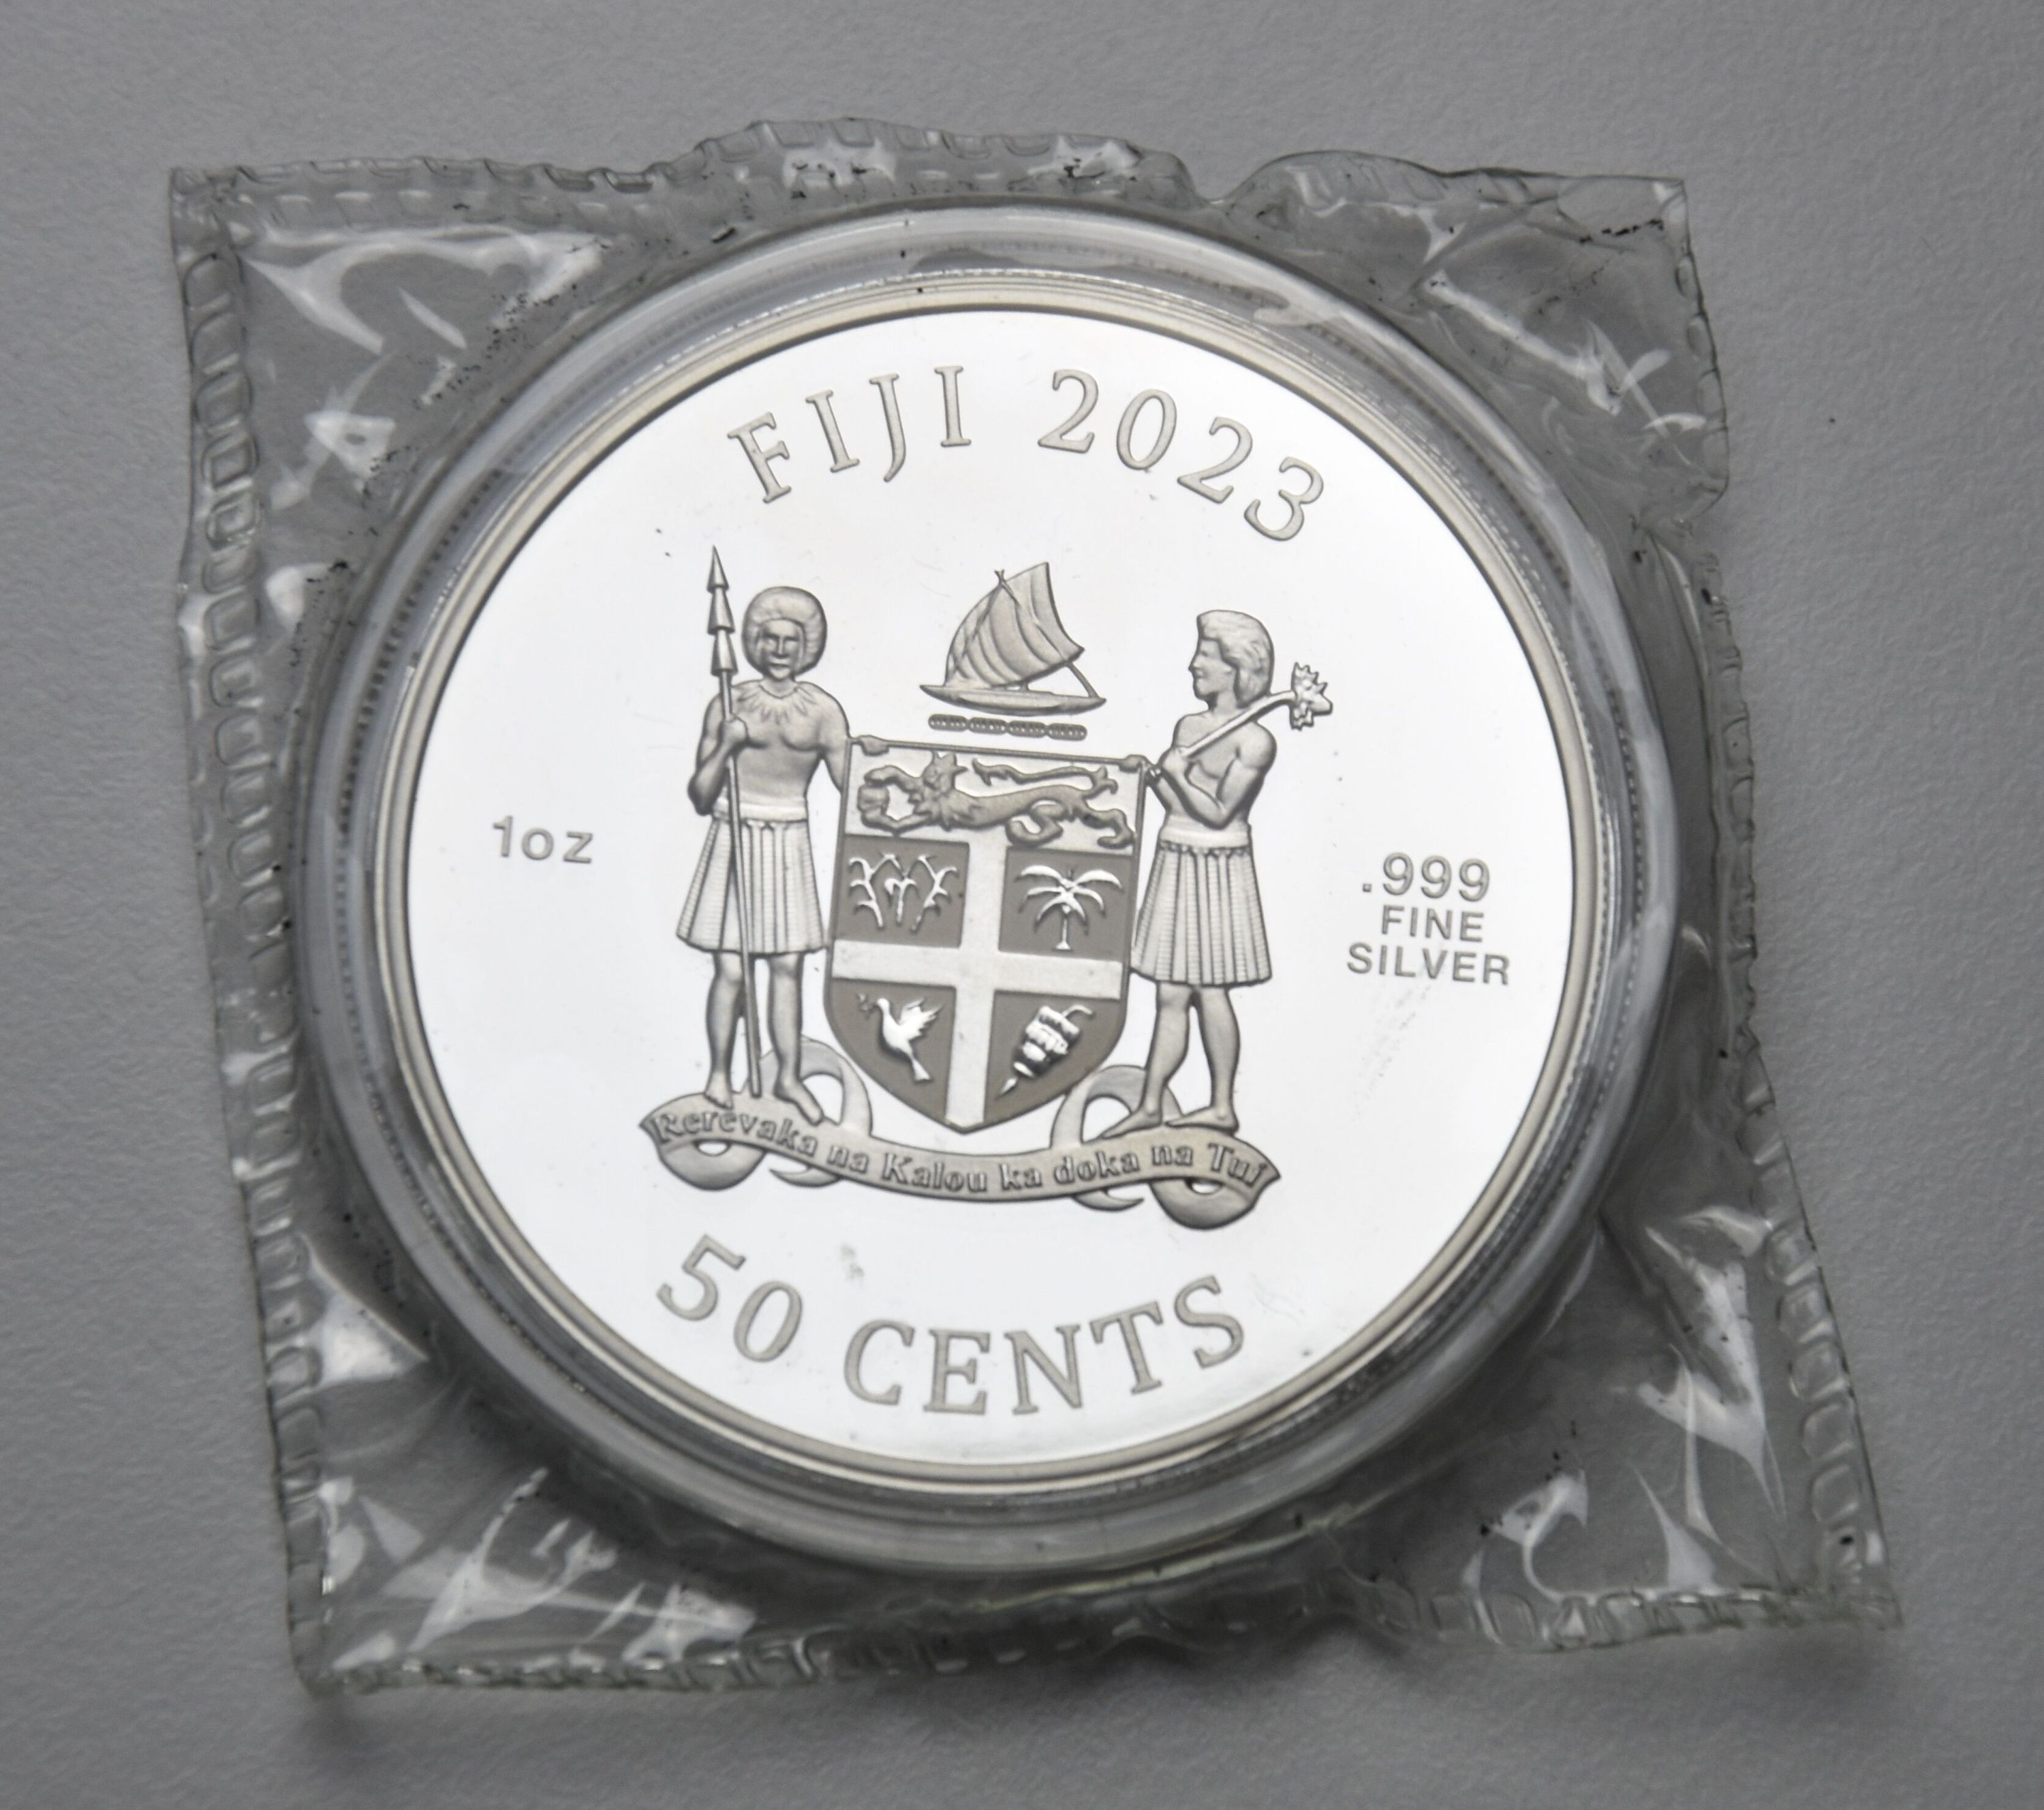 FIJI 2023
1oz
.999
FINE
SILVER
Rerevaka na Kalou ka doka na Tui
50 CENTS